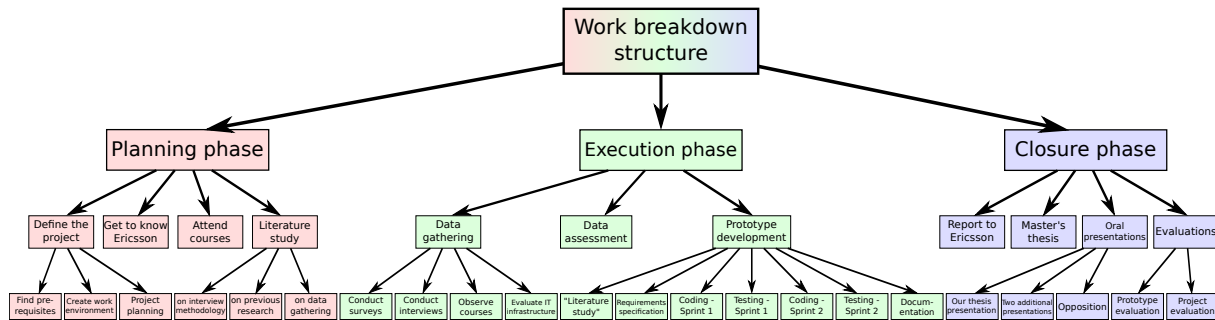 Work breakdown
structure
Planning phase
Execution phase
Closure phase
Define the
project
Get to know
Ericsson
Attend
courses
Literature
study
Data
gathering
Data
assessment
Prototype
development
Report to
Ericsson
Master's
thesis
Oral
presentations
Evaluations
Find pre-
requisites
Create work
environment
Project
planning
on interview
methodology
on previous
research
on data
gathering
Conduct
surveys
Conduct
interviews
Observe
courses
Evaluate IT
infrastructure
"Literature
study"
Requirements
specification
Coding -
Sprint 1
Testing -
Sprint 1
Coding -
Sprint 2
Testing -
Sprint 2
Docum-
entation
Our thesis
presentation
Two additional
presentations
Opposition
Prototype
evaluation
Project
evaluation